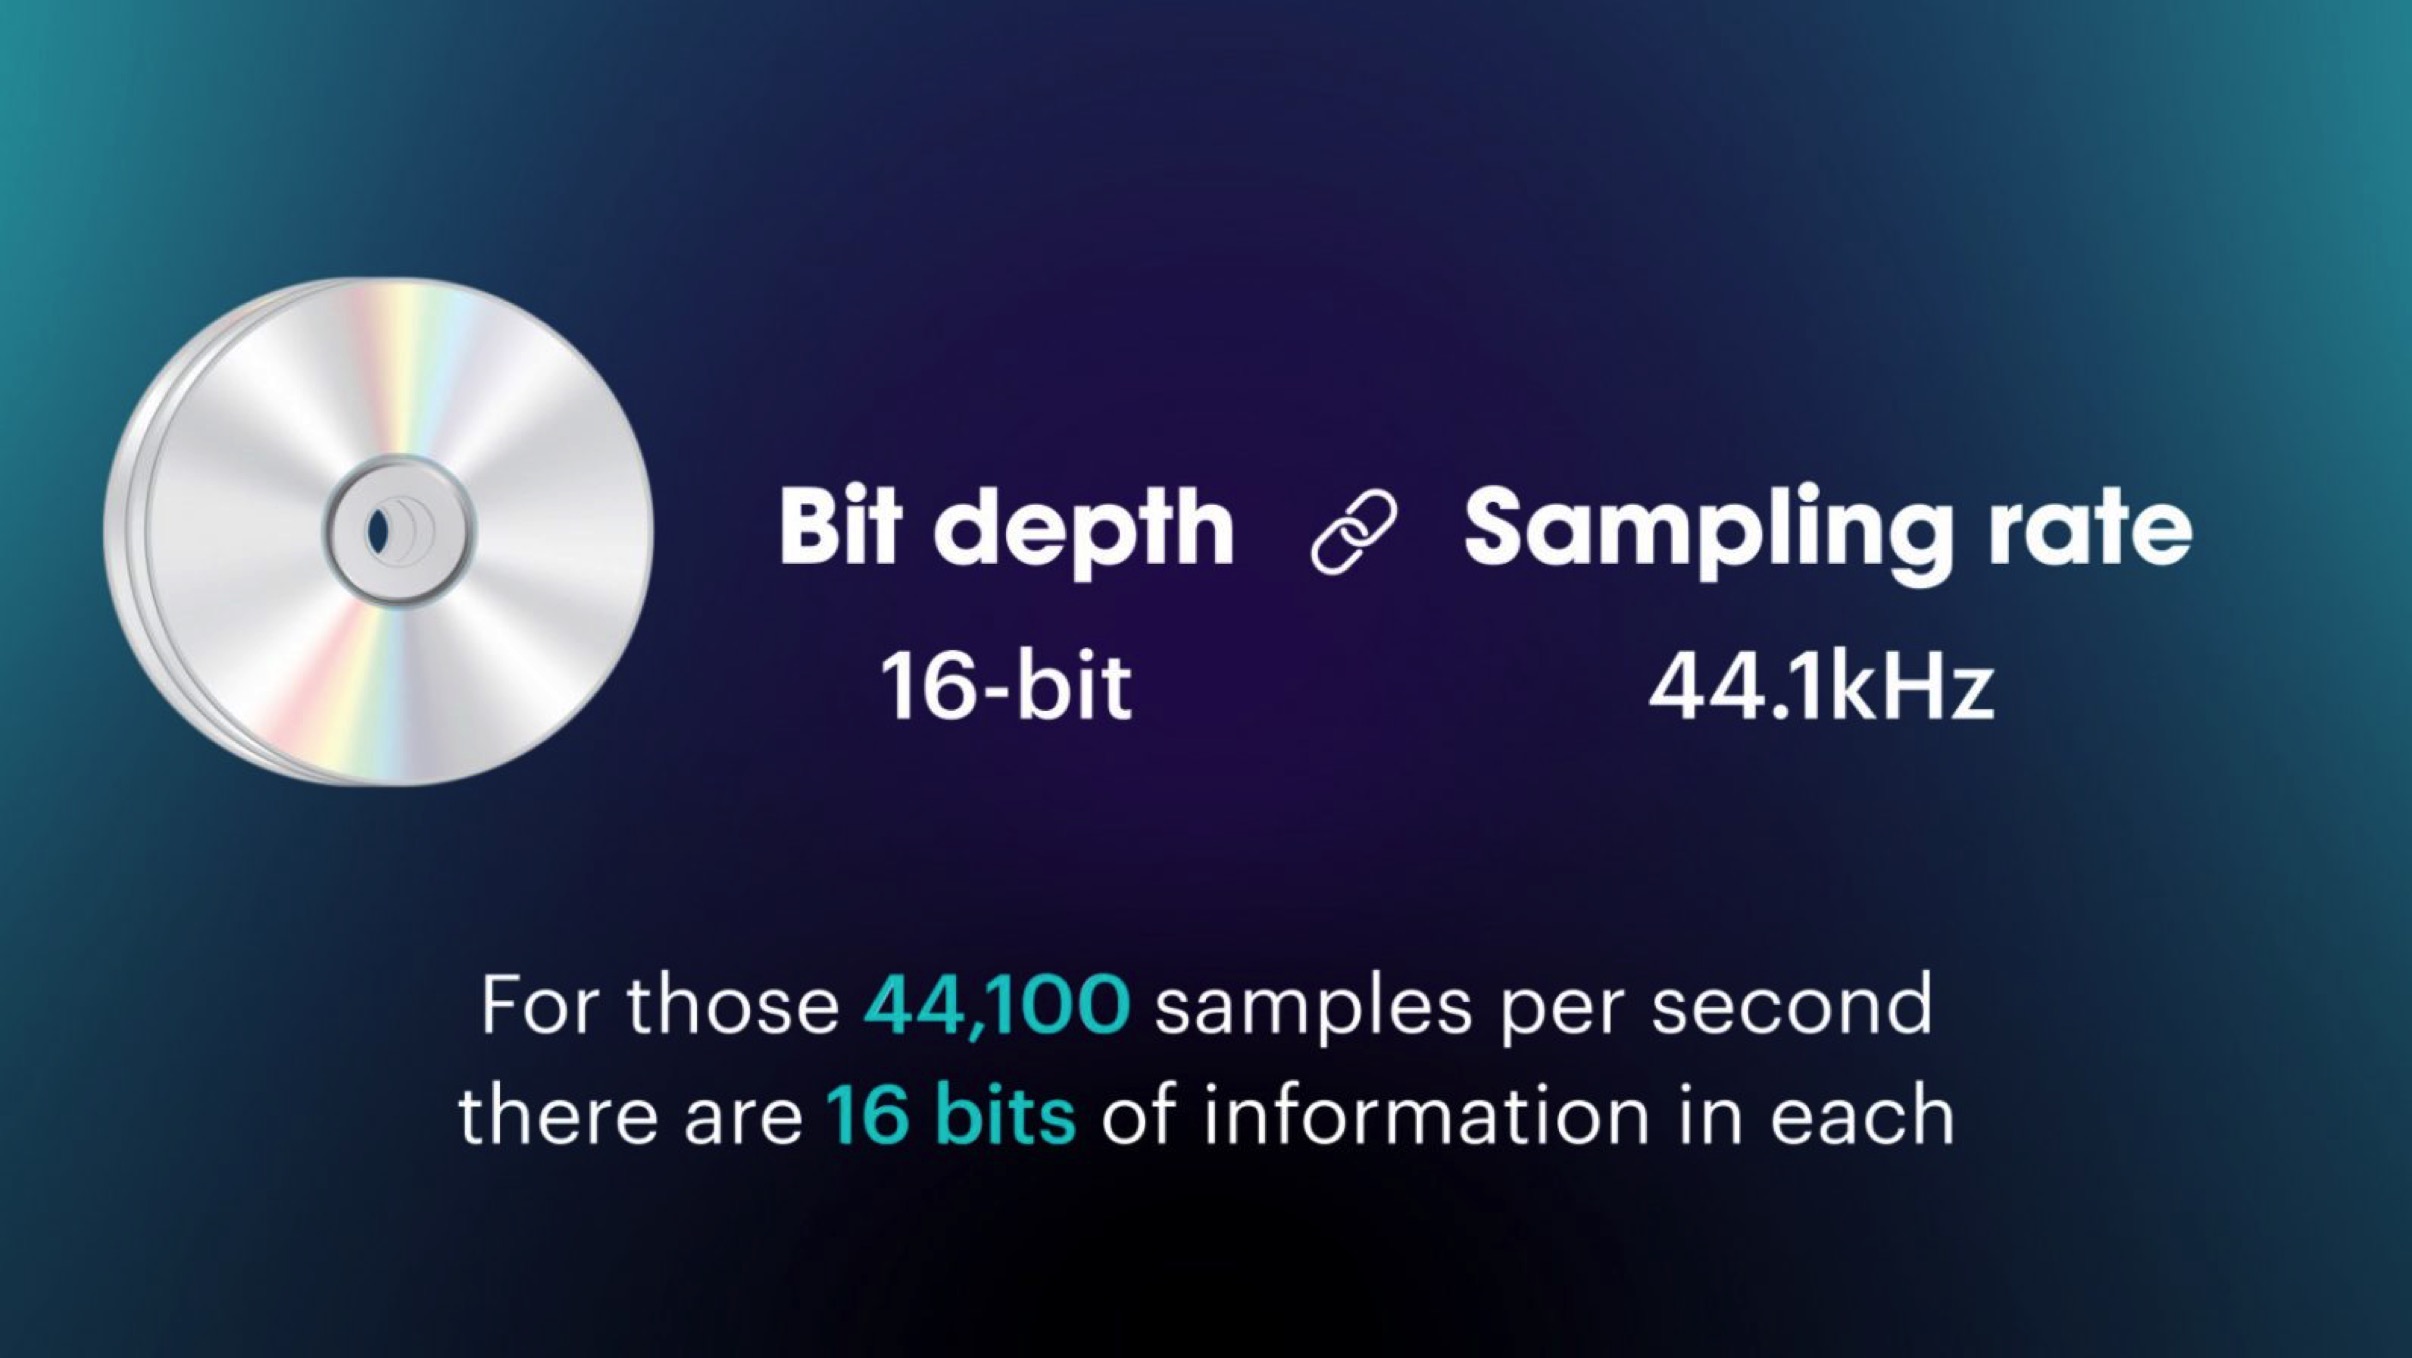 Bit depth Sampling rate
16-bit 44.1kHz
For those 44,100 samples per second
there are 16 bits of information in each